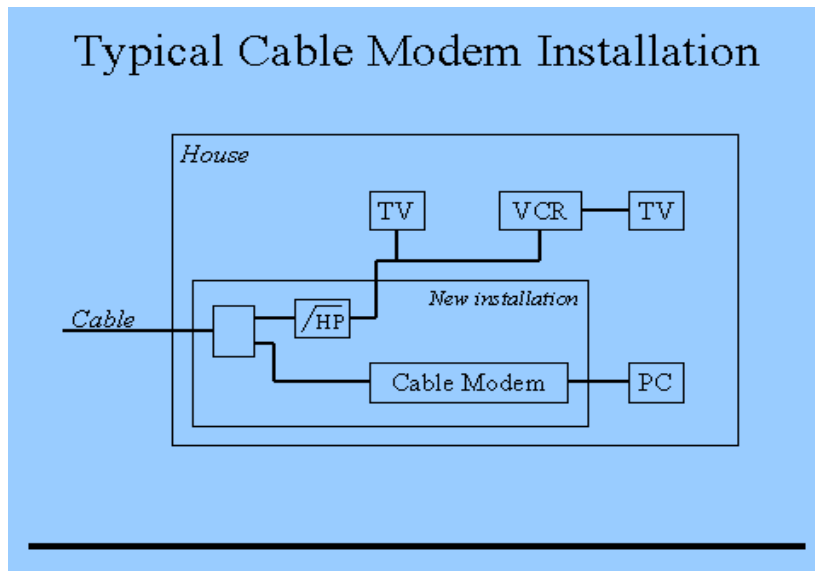 Typical Cable Modem Installation
House
TV
VCR
TV
New installation
Cable
HP
Cable Modem
PC